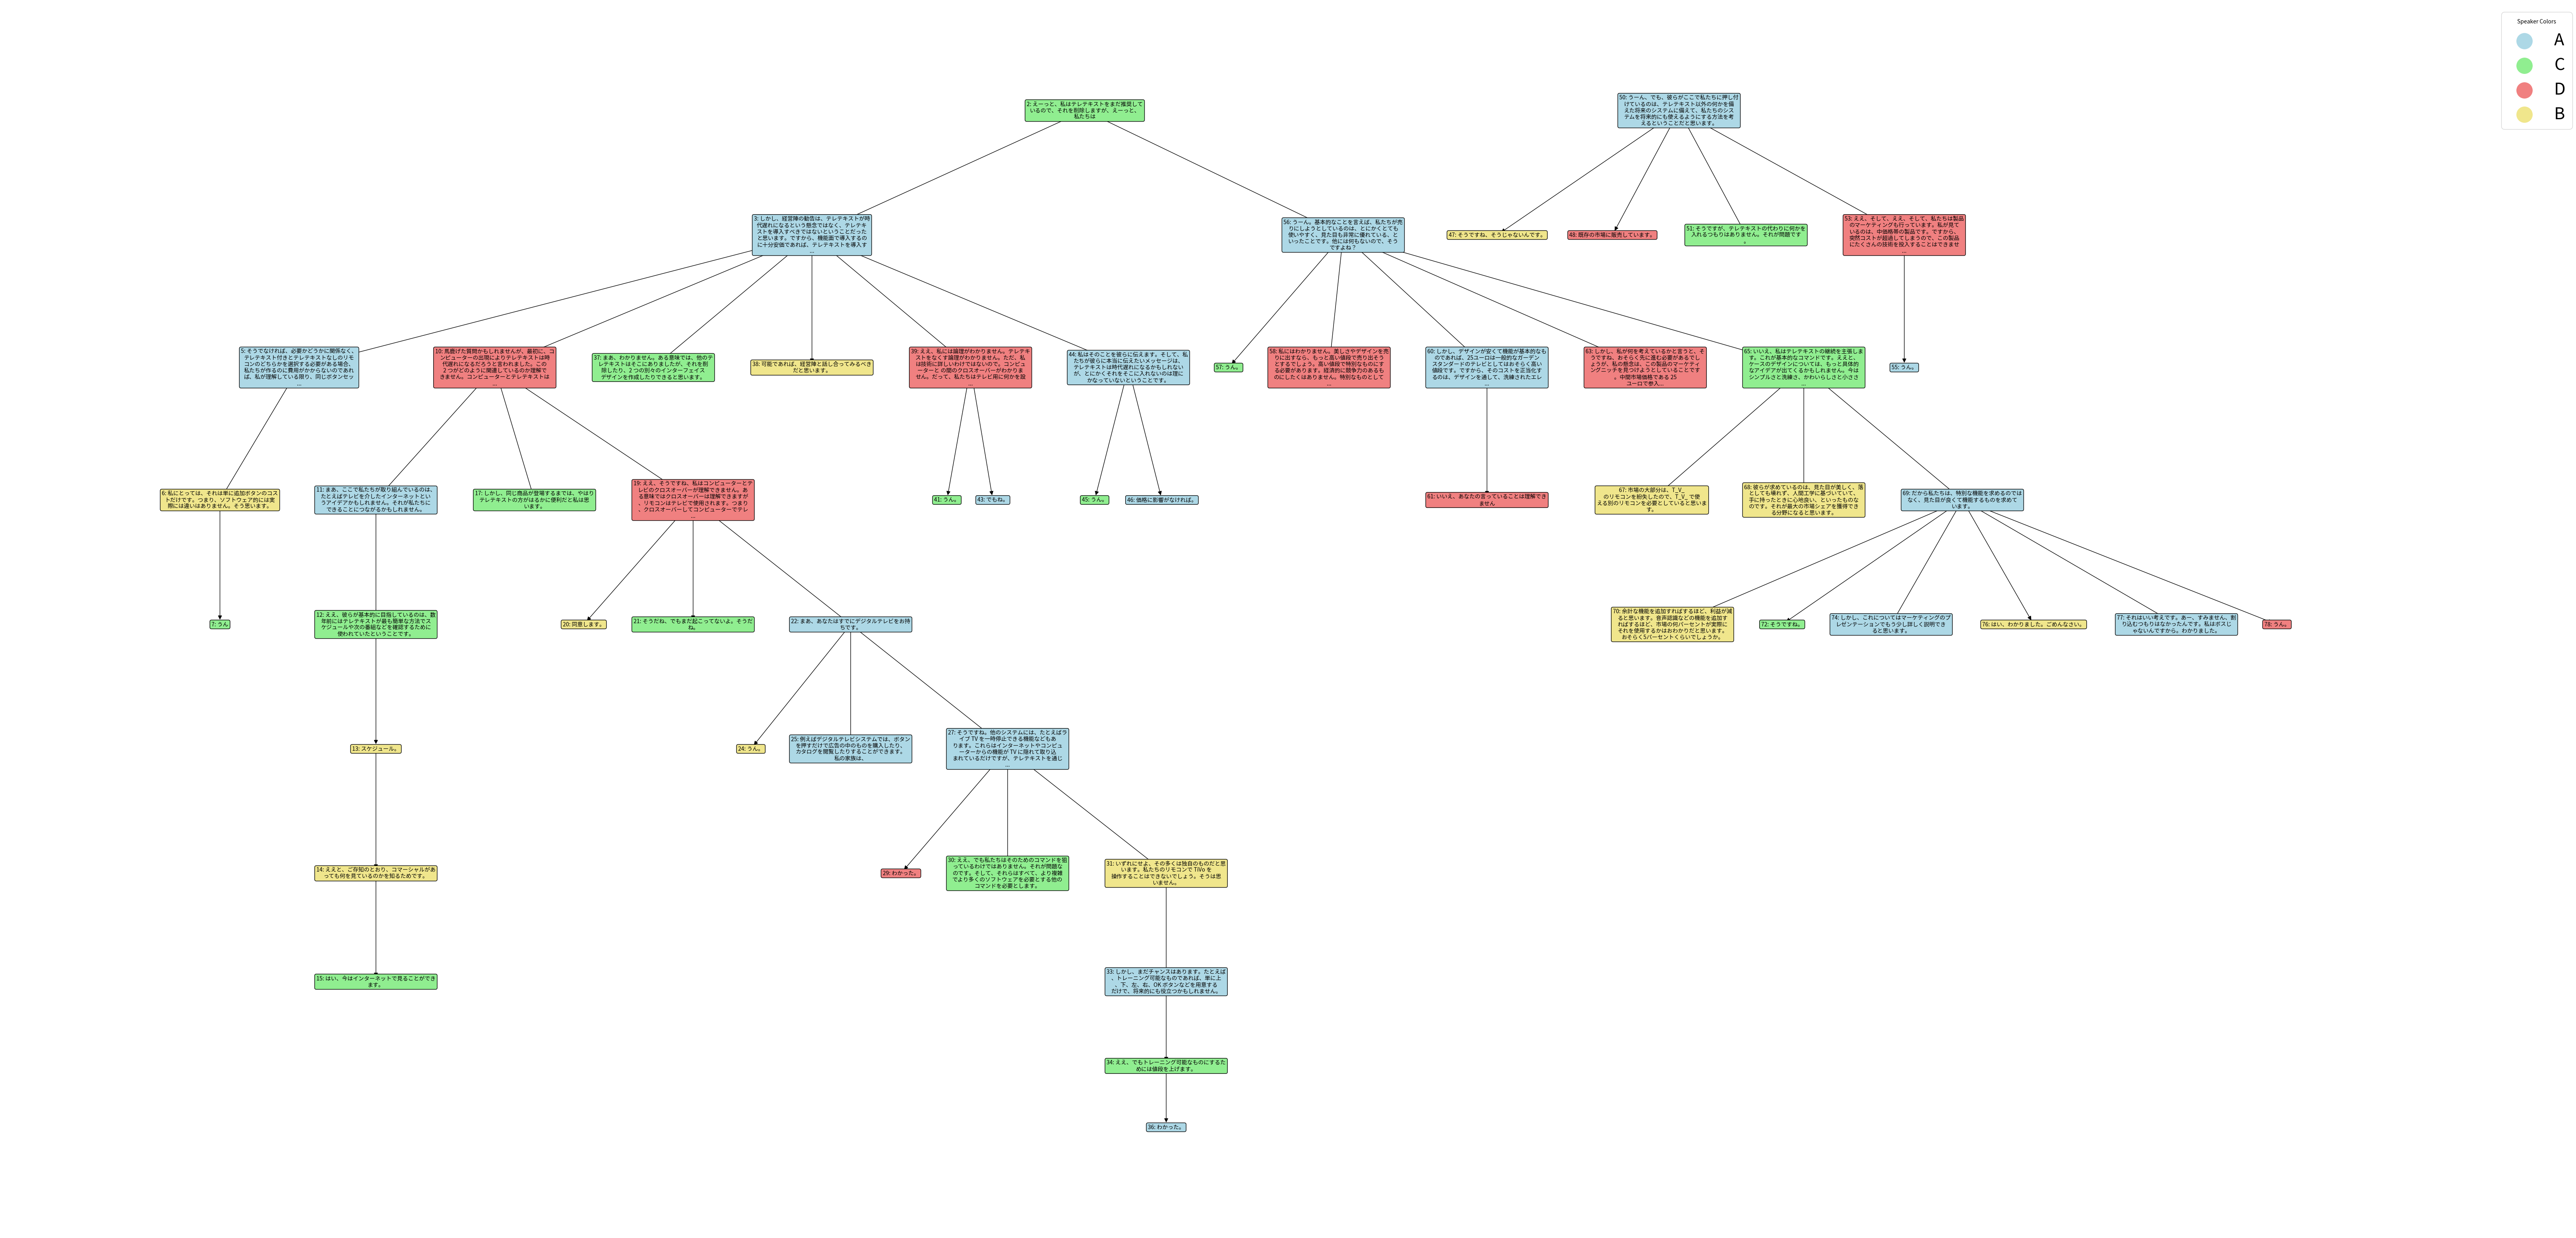 Speaker Colors
A
C
D
B
2: えーっと、私はテレテキストをまだ推奨して
いるので、それを削除しますが、えーっと、
私たちは
50: うーん、でも、彼らがここで私たちに押し付
けているのは、テレテキスト以外の何かを備
えた将来のシステムに備えて、私たちのシス
テムを将来的にも使えるようにする方法を考
えるということだと思います。
3: しかし、経営陣の勧告は、テレテキストが時
代遅れになるという懸念ではなく、テレテキ
ストを導入すべきではないということだった
と思います。ですから、機能面で導入するの
に十分安価であれば、テレテキストを導入す
...
56: うーん。基本的なことを言えば、私たちが売
りにしようとしているのは、とにかくとても
使いやすく、見た目も非常に優れている、と
いったことです。他には何もないので、そう
ですよね？
47: そうですね、そうじゃないんです。
48: 既存の市場に販売しています。
51: そうですが、テレテキストの代わりに何かを
入れるつもりはありません。それが問題です
。
53: ええ、そして、ええ、そして、私たちは製品
のマーケティングも行っています。私が見て
いるのは、中価格帯の製品です。ですから、
突然コストが超過してしまうので、この製品
にたくさんの技術を投入することはできませ
...
5: そうでなければ、必要かどうかに関係なく、
テレテキスト付きとテレテキストなしのリモ
コンのどちらかを選択する必要がある場合、
私たちが作るのに費用がかからないのであれ
ば、私が理解している限り、同じボタンセッ
...
10: 馬鹿げた質問かもしれませんが、最初に、コ
ンピューターの出現によりテレテキストは時
代遅れになるだろうと言われました。この
2 つがどのように関連しているのか理解で
きません。コンピューターとテレテキストは
...
37: まあ、わかりません。ある意味では、他のテ
レテキストはそこにありましたが、それを削
除したり、2 つの別々のインターフェイス
デザインを作成したりできると思います。
38: 可能であれば、経営陣と話し合ってみるべき
だと思います。
39: ええ、私には論理がわかりません。テレテキ
ストをなくす論理がわかりません。ただ、私
は技術に詳しいわけではないので、コンピュ
ーターと の間のクロスオーバーがわかりま
せん。だって、私たちはテレビ用に何かを設
...
44: 私はそのことを彼らに伝えます。そして、私
たちが彼らに本当に伝えたいメッセージは、
テレテキストは時代遅れになるかもしれない
が、とにかくそれをそこに入れないのは理に
かなっていないということです。
57: うん。
58: 私にはわかりません。美しさやデザインを売
りに出すなら、もっと高い値段で売り出そう
とするでしょう。高い値段で特別なものにす
る必要があります。経済的に競争力のあるも
のにしたくはありません。特別なものとして
...
60: しかし、デザインが安くて機能が基本的なも
のであれば、25ユーロは一般的なガーデン
スタンダードのテレビとしてはおそらく高い
値段です。ですから、そのコストを正当化す
るのは、デザインを通して、洗練されたエレ
...
63: しかし、私が何を考えているかと言うと、そ
うですね、おそらく先に進む必要があるでし
ょうが、私の懸念は、この製品のマーケティ
ングニッチを見つけようとしていることです
。中間市場価格である 25
ユーロで参入...
65: いいえ、私はテレテキストの継続を主張しま
す。これが基本的なコマンドです。ええと、
ケースのデザインについては、もっと具体的
なアイデアが出てくるかもしれません。今は
シンプルさと洗練さ、かわいらしさと小ささ
...
55: うん。
6: 私にとっては、それは単に追加ボタンのコス
トだけです。つまり、ソフトウェア的には実
際には違いはありません。そう思います。
11: まあ、ここで私たちが取り組んでいるのは、
たとえばテレビを介したインターネットとい
うアイデアかもしれません。それが私たちに
できることにつながるかもしれません。
17: しかし、同じ商品が登場するまでは、やはり
テレテキストの方がはるかに便利だと私は思
います。
19: ええ、そうですね、私はコンピューターとテ
レビのクロスオーバーが理解できません。あ
る意味ではクロスオーバーは理解できますが
、リモコンはテレビで使用されます。つまり
、クロスオーバーしてコンピューターでテレ
...
41: うん。
43: でもね。
45: うん。
46: 価格に影響がなければ。
61: いいえ、あなたの言っていることは理解でき
ません
67: 市場の大部分は、T_V_
のリモコンを紛失したので、T_V_ で使
える別のリモコンを必要としていると思いま
す。
68: 彼らが求めているのは、見た目が美しく、落
としても壊れず、人間工学に基づいていて、
手に持ったときに心地良い、といったものな
のです。それが最大の市場シェアを獲得でき
る分野になると思います。
69: だから私たちは、特別な機能を求めるのでは
なく、見た目が良くて機能するものを求めて
います。
7: うん
12: ええ、彼らが基本的に目指しているのは、数
年前にはテレテキストが最も簡単な方法でス
ケジュールや次の番組などを確認するために
使われていたということです。
20: 同意します。
21: そうだね、でもまだ起こってないよ。そうだ
ね。
22: まあ、あなたはすでにデジタルテレビをお持
ちです。
70: 余計な機能を追加すればするほど、利益が減
ると思います。音声認識などの機能を追加す
ればするほど、市場の何パーセントが実際に
それを使用するかはおわかりだと思います。
おそらく5パーセントくらいでしょうか。
72: そうですね。
74: しかし、これについてはマーケティングのプ
レゼンテーションでもう少し詳しく説明でき
ると思います。
76: はい、わかりました。ごめんなさい。
77: それはいい考えです。あー、すみません、割
り込むつもりはなかったんです。私はボスじ
ゃないんですから。わかりました。
78: うん。
13: スケジュール。
24: うん。
25: 例えばデジタルテレビシステムでは、ボタン
を押すだけで広告の中のものを購入したり、
カタログを閲覧したりすることができます。
私の家族は、
27: そうですね。他のシステムには、たとえばラ
イブ TV を一時停止できる機能などもあ
ります。これらはインターネットやコンピュ
ーターからの機能が TV に隠れて取り込
まれているだけですが、テレテキストを通じ
...
14: ええと、ご存知のとおり、コマーシャルがあ
っても何を見ているのかを知るためです。
29: わかった。
30: ええ、でも私たちはそのためのコマンドを狙
っているわけではありません。それが問題な
のです。そして、それらはすべて、より複雑
でより多くのソフトウェアを必要とする他の
コマンドを必要とします。
31: いずれにせよ、その多くは独自のものだと思
います。私たちのリモコンで TiVo を
操作することはできないでしょう。そうは思
いません。
15: はい、今はインターネットで見ることができ
ます。
33: しかし、まだチャンスはあります。たとえば
、トレーニング可能なものであれば、単に上
、下、左、右、OK ボタンなどを用意する
だけで、将来的にも役立つかもしれません。
34: ええ、でもトレーニング可能なものにするた
めには値段を上げます。
36: わかった。